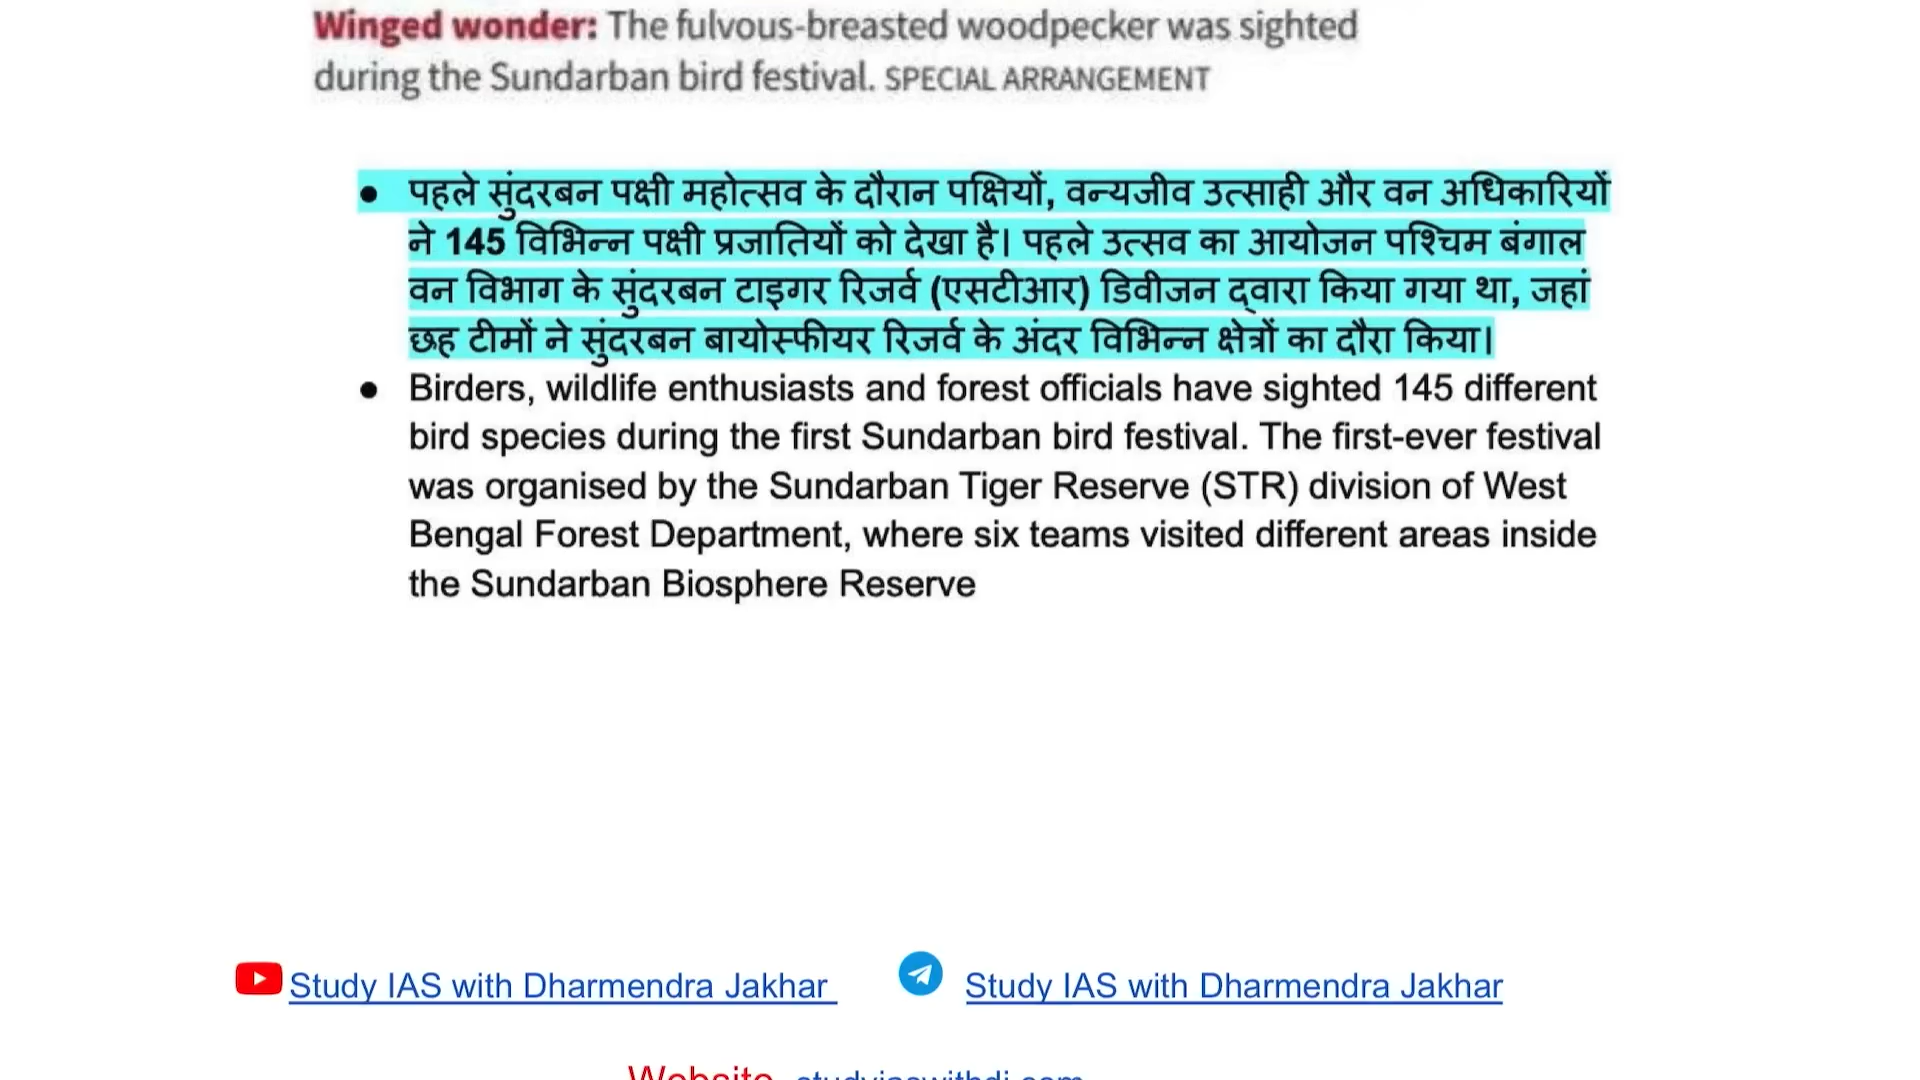 Winged wonder: The fulvous-breasted woodpecker was sighted
during the Sundarban bird festival. SPECIAL ARRANGEMENT
● पहले सुंदरबन पक्षी महोत्सव के दौरान पक्षियों, वन्यजीव उत्साही और वन अधिकारियों
ने 145 विभिन्न पक्षी प्रजातियों को देखा है। पहले उत्सव का आयोजन पश्चिम बंगाल
वन विभाग के सुंदरबन टाइगर रिजर्व (एसटीआर) डिवीजन द्वारा किया गया था, जहां
छह टीमों ने सुंदरबन बायोस्फीयर रिजर्व के अंदर विभिन्न क्षेत्रों का दौरा किया।
● Birders, wildlife enthusiasts and forest officials have sighted 145 different
bird species during the first Sundarban bird festival. The first-ever festival
was organised by the Sundarban Tiger Reserve (STR) division of West
Bengal Forest Department, where six teams visited different areas inside
the Sundarban Biosphere Reserve
Study IAS with Dharmendra Jakhar Study IAS with Dharmendra Jakhar
Website studyiaswithdj.com